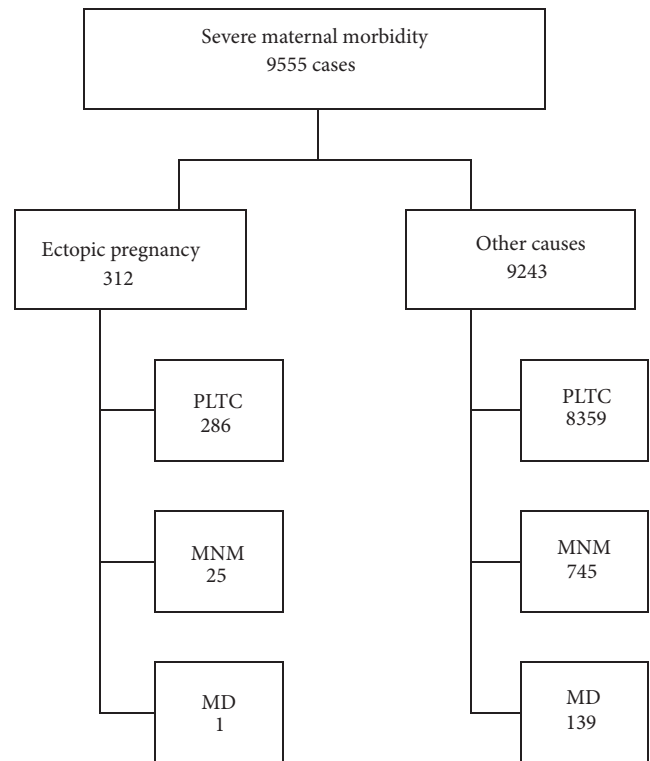 Severe maternal morbidity
9555 cases
Ectopic pregnancy
312
Other causes
9243
PLTC
286
PLTC
8359
MNM
25
MNM
745
MD
1
MD
139